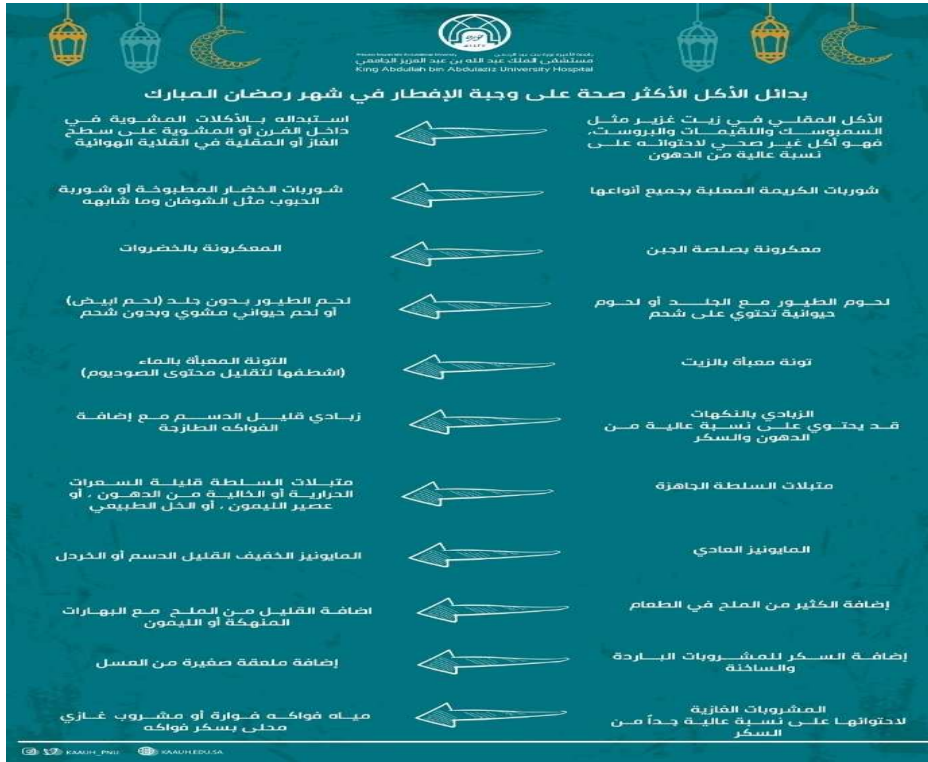 مستشفى الملك عبد الله بن عبد العزيز الجامعي
King Abdullah bin Abdulaziz University Hospital
بدائل الأكل الأكثر صحة على وجبة الإفطار في شهر رمضان المبارك
الأكل المقلي في زيت غزير مثل
السمبوسك واللقيمات والبروست،
فهو أكل غير صحي لاحتوائه على
نسبة عالية من الدهون
استبداله بالأكلات المشوية في
داخل الفرن أو المشوية على سطح
الغاز أو المقلية في القلاية الهوائية
شوربات الكريمة المعلبة بجميع أنواعها
شوربات الخضار المطبوخة أو شوربة
الحبوب مثل الشوفان وما شابهه
معكرونة بصلصة الجبن
المعكرونة بالخضروات
لحوم الطيور مع الجلد أو لحوم
حيوانية تحتوي على شحم
لحم الطيور بدون جلد (لحم ابيض)
أو لحم حيواني مشوي وبدون شحم
تونة معبأة بالزيت
التونة المعبأة بالماء
(اشطفها لتقليل محتوى الصوديوم)
الزبادي بالنكهات
قد يحتوي على نسبة عالية من
الدهون والسكر
زبادي قليل الدسم مع إضافة
الفواكه الطازجة
متبلات السلطة الجاهزة
متبلات السلطة قليلة السعرات
الحرارية أو الخالية من الدهون ، أو
عصير الليمون ، أو الخل الطبيعي
المايونيز العادي
المايونيز الخفيف القليل الدسم أو الخردل
إضافة الكثير من الملح في الطعام
اضافة القليل من الملح مع البهارات
المنهكة أو الليمون
إضافة السكر للمشروبات الباردة
والساخنة
إضافة ملعقة صغيرة من العسل
المشروبات الغازية
لاحتوائها على نسبة عالية جداً من
السكر
مياه فواكه فوارة أو مشروب غازي
محلى بسكر فواكه
KAAUH_PNU
KAAUH.EDU.SA